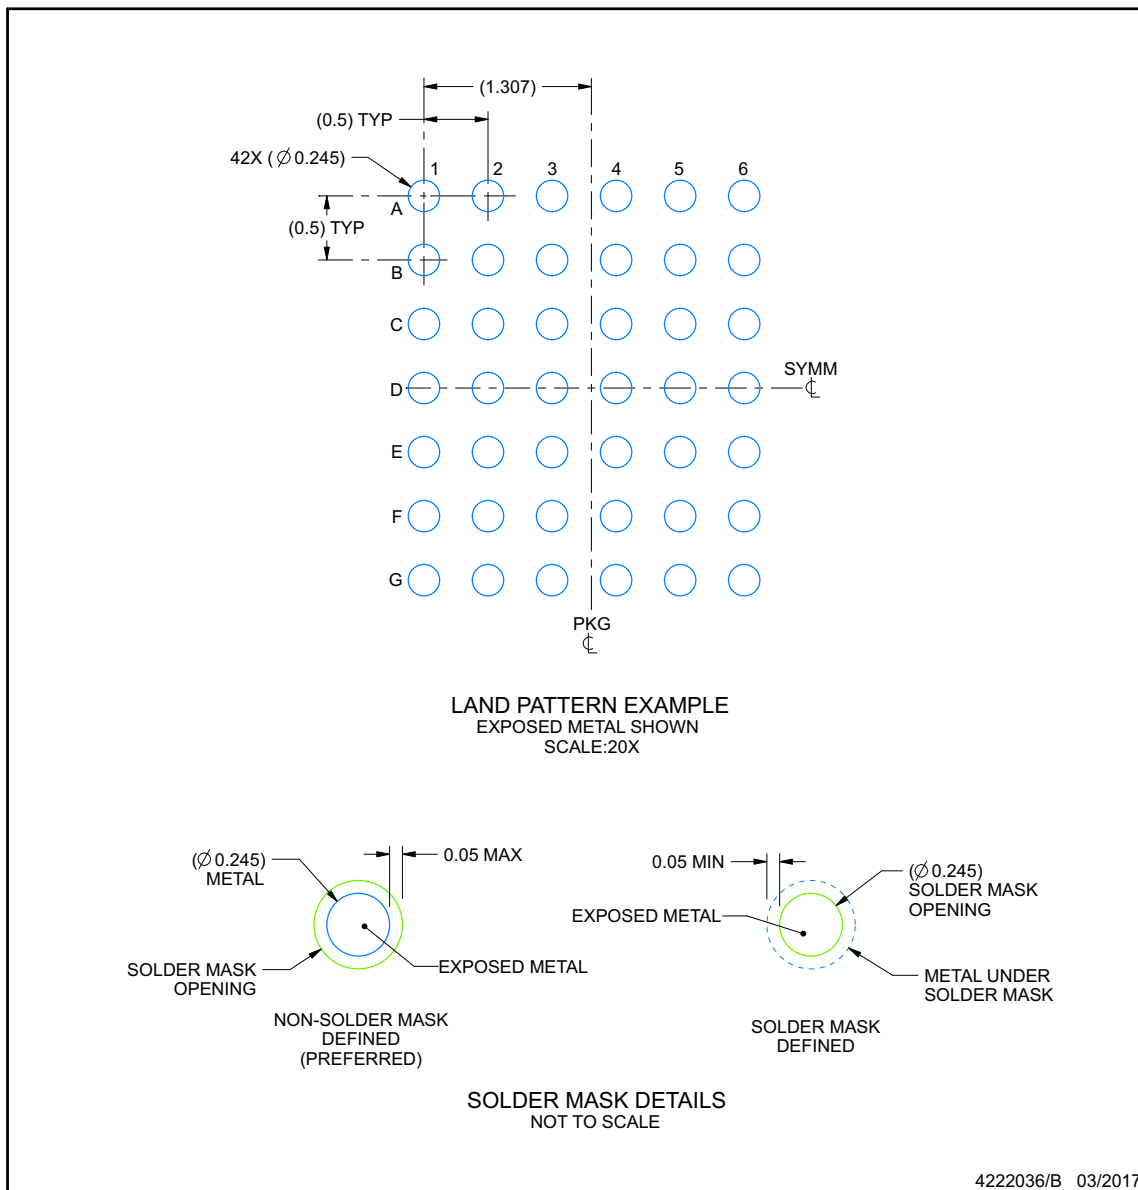 (1.307)
(0.5) TYP
42X (∅0.245)
1 2 3 4 5 6
A
(0.5) TYP
B
C
SYMM
℄
D
E
F
G
PKG
℄
LAND PATTERN EXAMPLE
EXPOSED METAL SHOWN
SCALE:20X
(∅0.245)
METAL
0.05 MAX
SOLDER MASK
OPENING
EXPOSED METAL
NON-SOLDER MASK
DEFINED
(PREFERRED)
0.05 MIN
(∅0.245)
SOLDER MASK
OPENING
EXPOSED METAL
METAL UNDER
SOLDER MASK
SOLDER MASK
DEFINED
SOLDER MASK DETAILS
NOT TO SCALE
4222036/B 03/2017